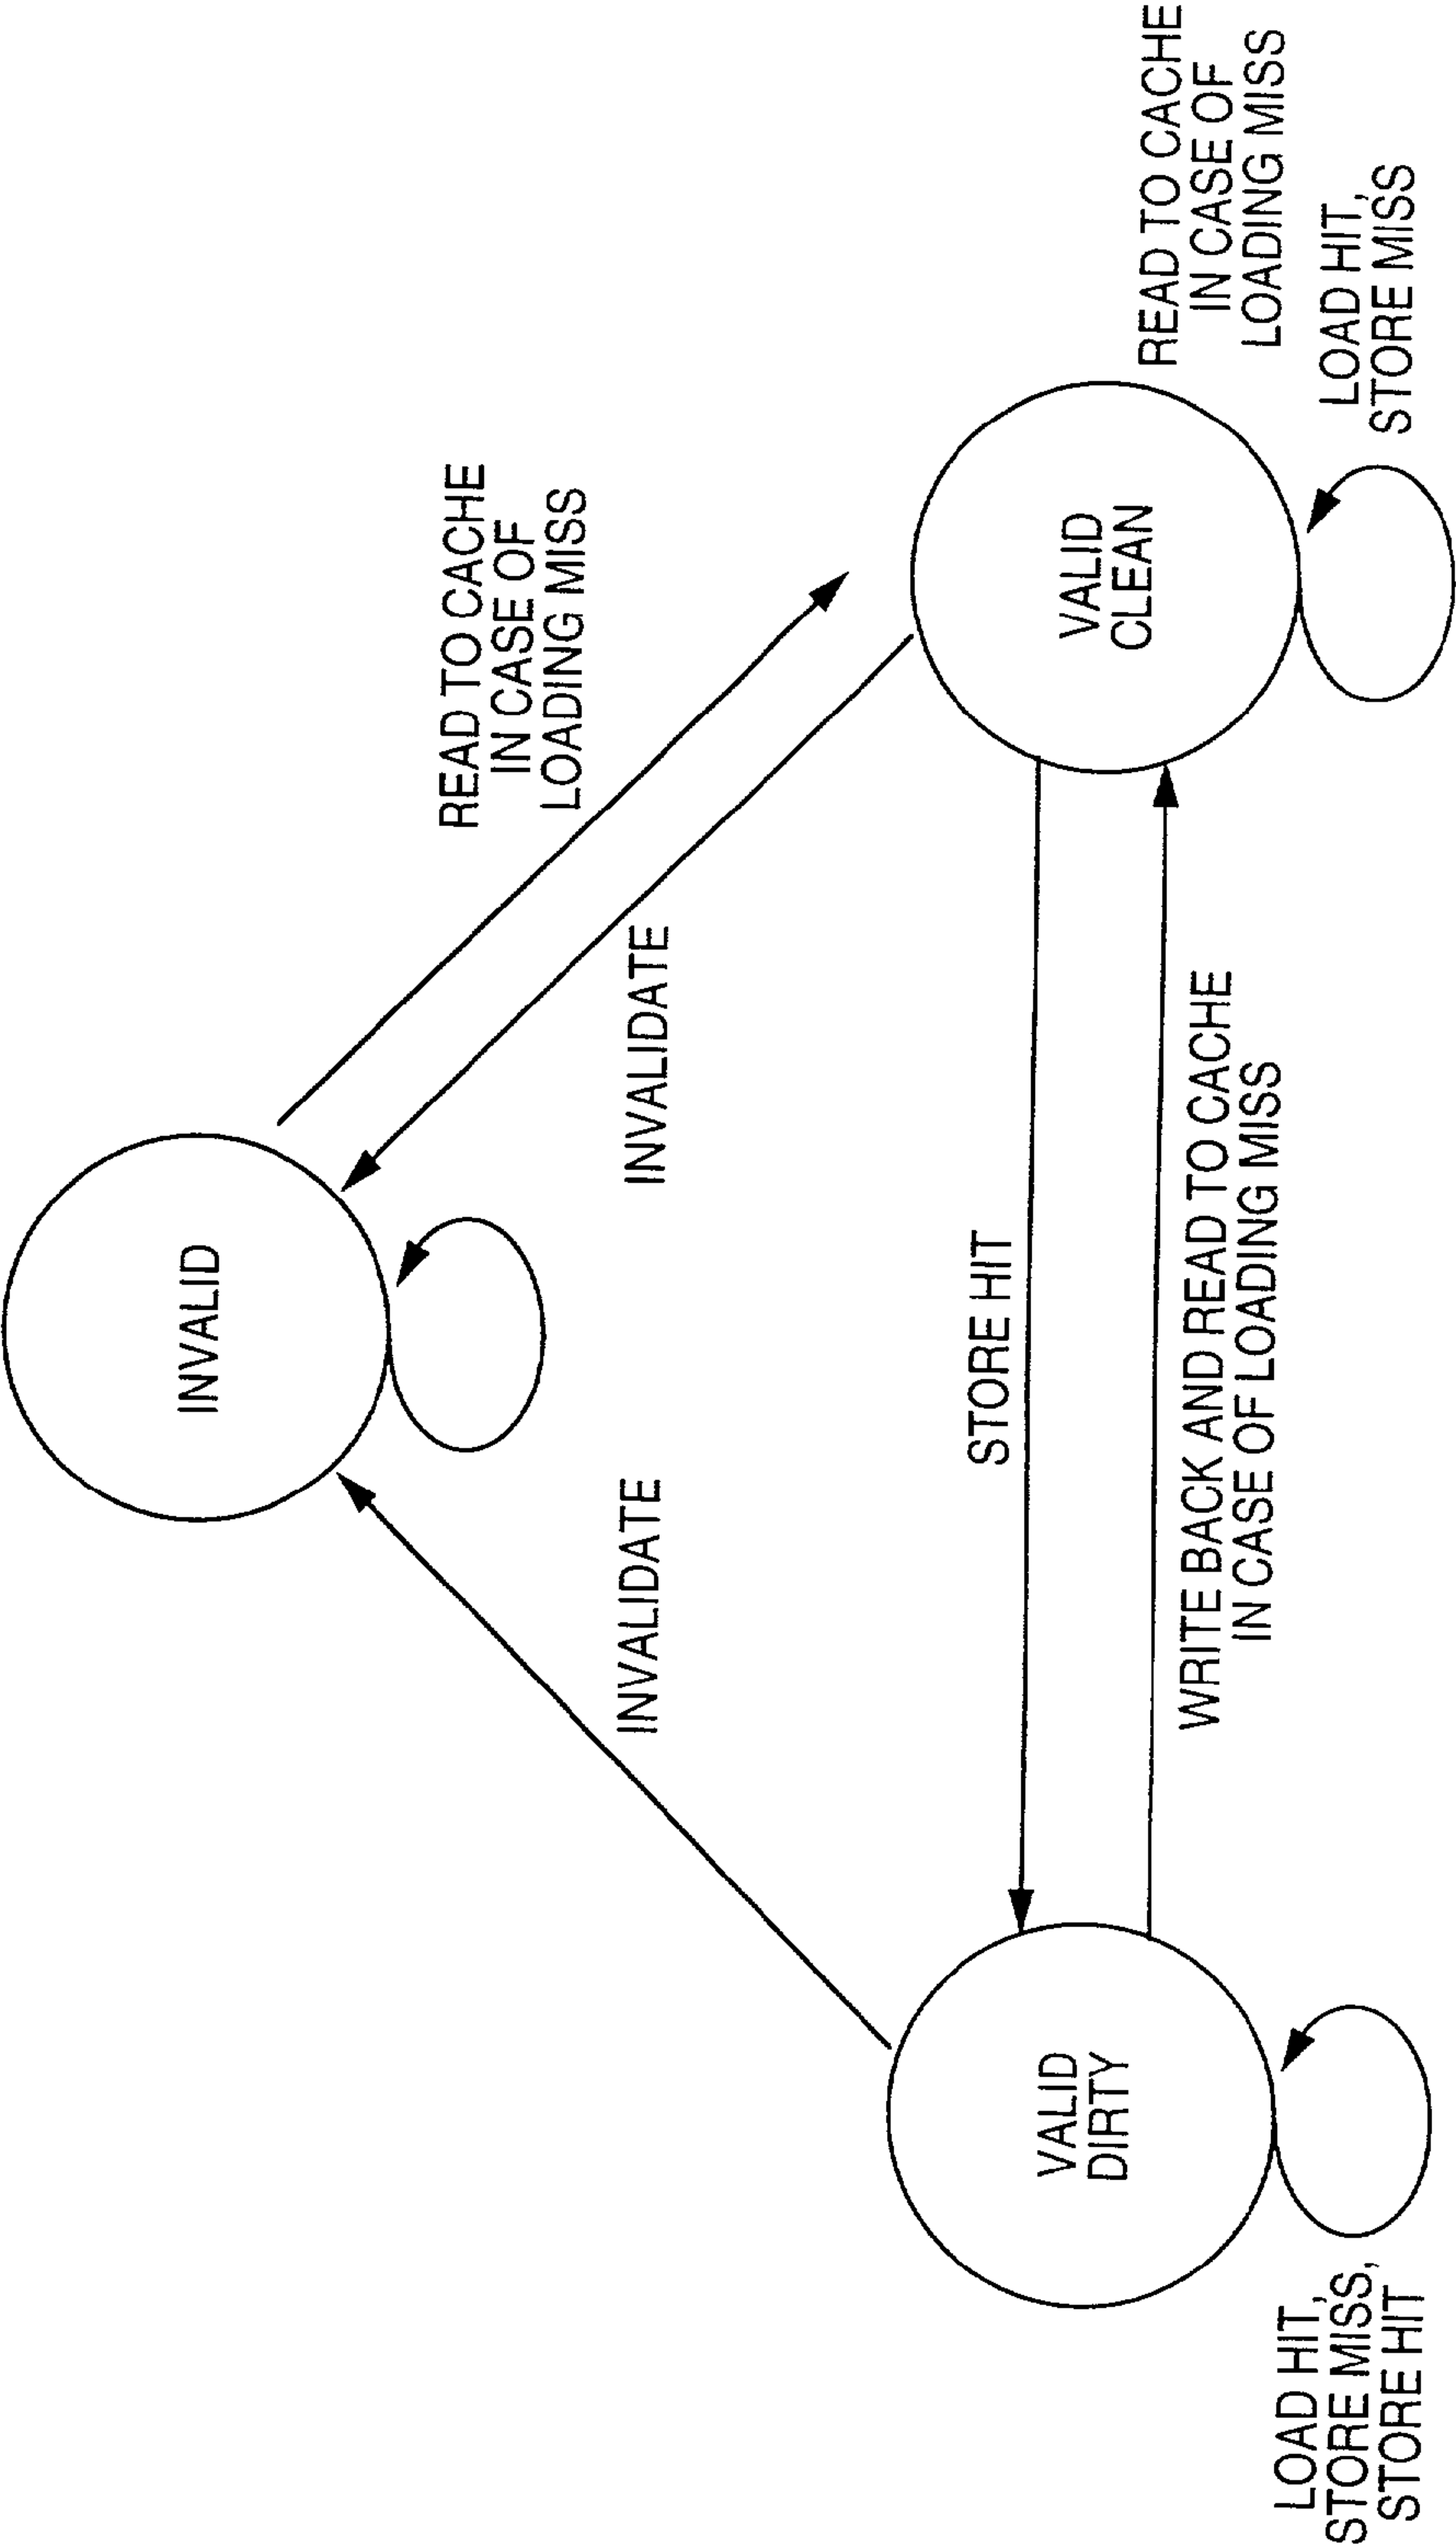 INVALID
READ TO CACHE
IN CASE OF
LOADING MISS
INVALIDATE
INVALIDATE
STORE HIT
WRITE BACK AND READ TO CACHE
IN CASE OF LOADING MISS
VALID
DIRTY
VALID
CLEAN
READ TO CACHE
IN CASE OF
LOADING MISS
LOAD HIT,
STORE MISS
LOAD HIT,
STORE MISS,
STORE HIT